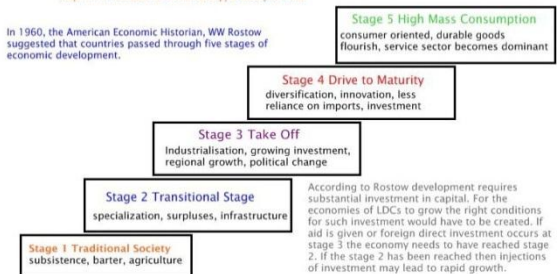 In 1960, the American Economic Historian, WW Rostow
suggested that countries passed through five stages of
economic development.
Stage 5 High Mass Consumption
consumer oriented, durable goods
flourish, service sector becomes dominant
Stage 4 Drive to Maturity
diversification, innovation, less
reliance on imports, investment
Stage 3 Take Off
Industrialisation, growing investment,
regional growth, political change
Stage 2 Transitional Stage
specialization, surpluses, infrastructure
Stage 1 Traditional Society
subsistence, barter, agriculture
According to Rostow development requires
substantial investment in capital. For the
economies of LDCs to grow the right conditions
for such investment would have to be created. If
aid is given or foreign direct investment occurs at
stage 3 the economy needs to have reached stage
2. If the stage 2 has been reached then injections
of investment may lead to rapid growth.